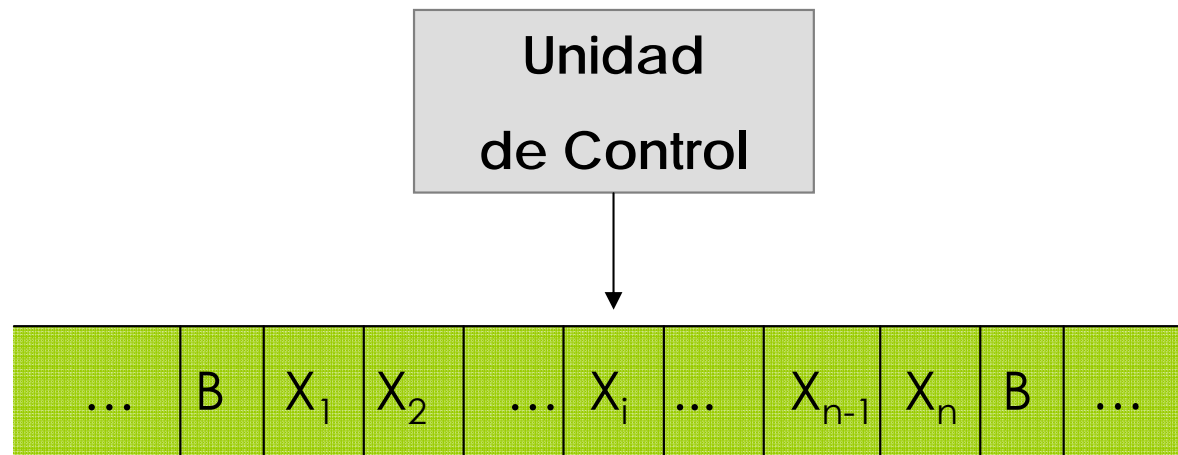 Unidad
de Control
... B X₁ X₂ ... Xᵢ ... Xₙ₋₁ Xₙ B ...